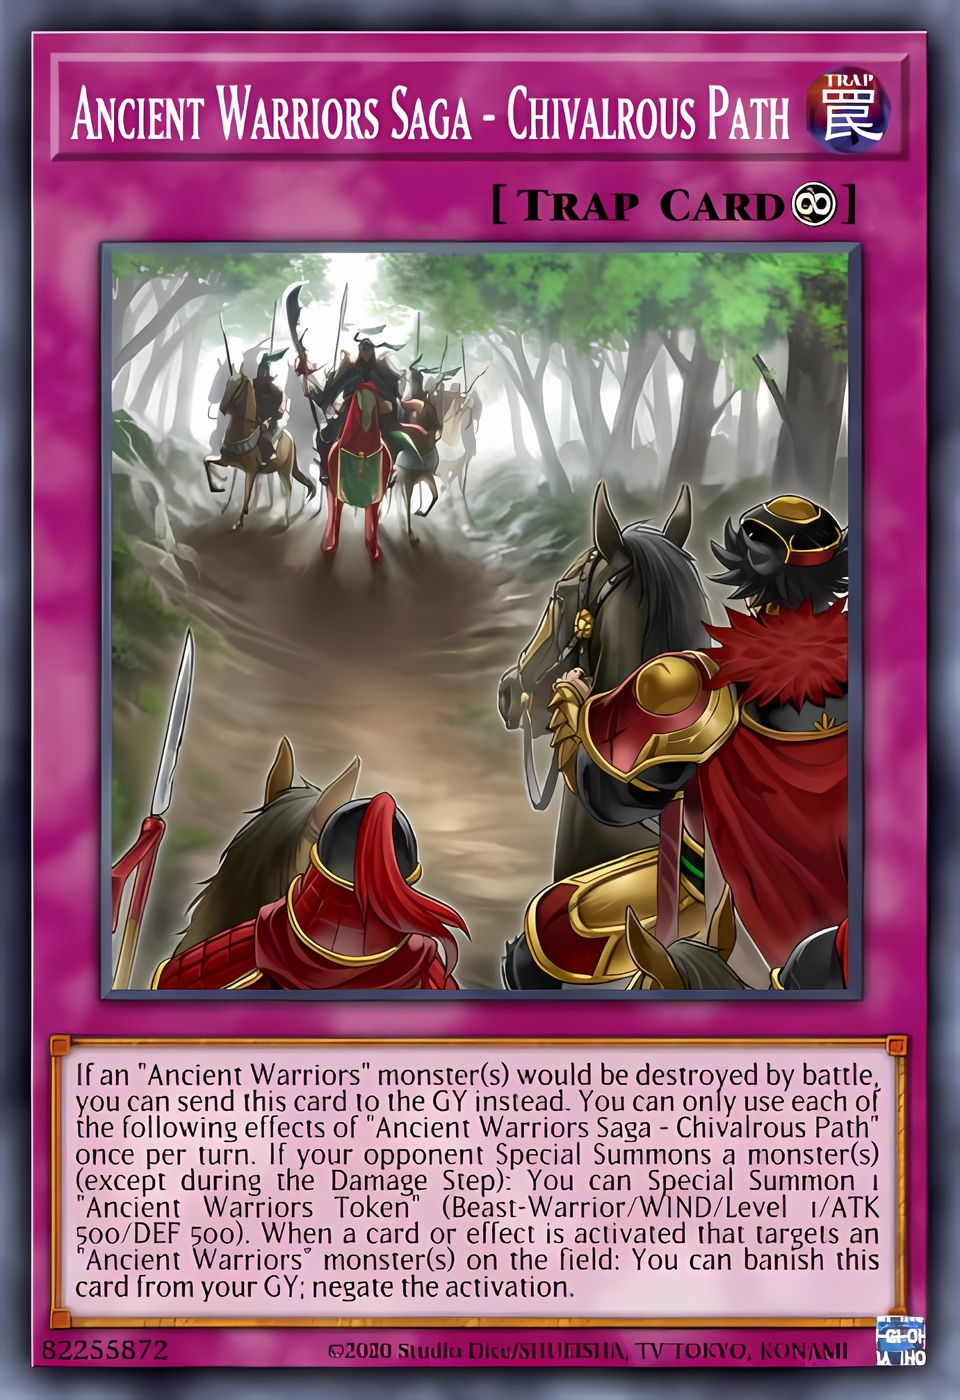 ANCIENT WARRIORS SAGA - CHIVALROUS PATH
TRAP
罠
[TRAP CARD ]
If an "Ancient Warriors" monster(s) would be destroyed by battle,
you can send this card to the GY instead. You can only use each of
the following effects of "Ancient Warriors Saga - Chivalrous Path"
once per turn. If your opponent Special Summons a monster(s)
(except during the Damage Step): You can Special Summon 1
"Ancient Warriors Token" (Beast-Warrior/WIND/Level 1/ATK
500/DEF 500). When a card or effect is activated that targets an
"Ancient Warriors" monster(s) on the field: You can banish this
card from your GY; negate the activation.
82255872
©2020 Studio Dice/SHUEISHA, TV TOKYO, KONAMI